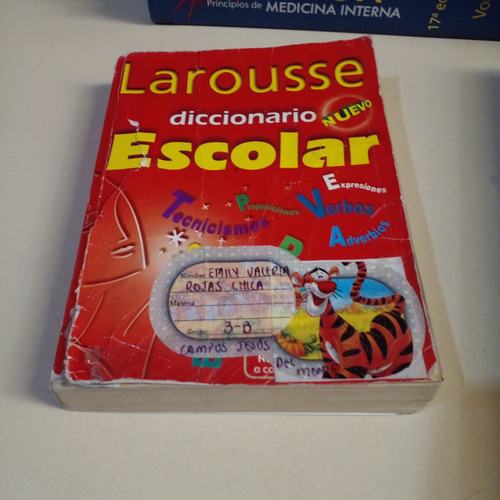 Principios de MEDICINA INTERNA
17ª
Larousse
diccionario
NUEVO
Escolar
Expresiones
Preposiciones
Verbos
Tecnicismos
Adverbios
Nombre EMILY VALERIA
ROJAS CHICA
Materia
Grupo 3-B
CAMPOS JESUS
DEL